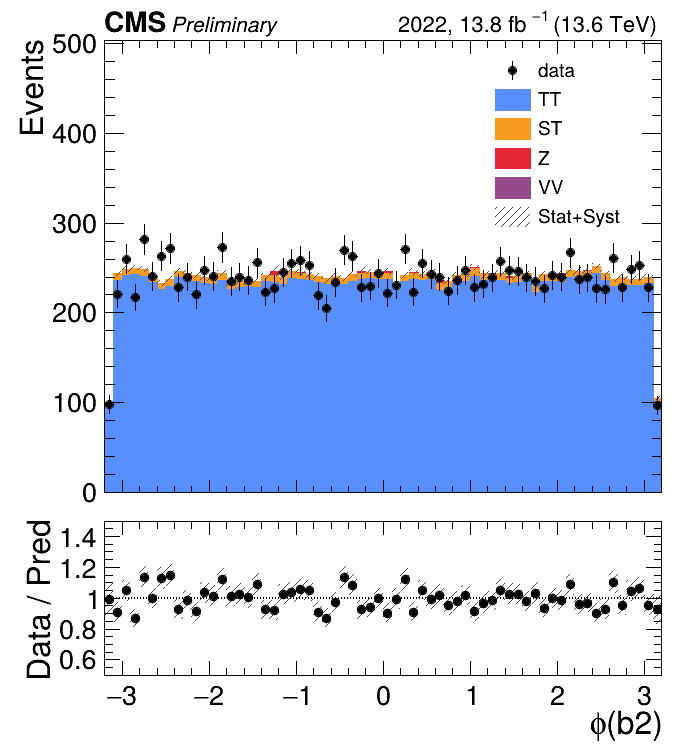 CMS Preliminary 2022, 13.8 fb⁻¹ (13.6 TeV)
Events
500
400
300
200
100
0
data
TT
ST
Z
VV
Stat+Syst
Data / Pred
1.4
1.2
1
0.8
0.6
−3 −2 −1 0 1 2 3
ϕ(b2)